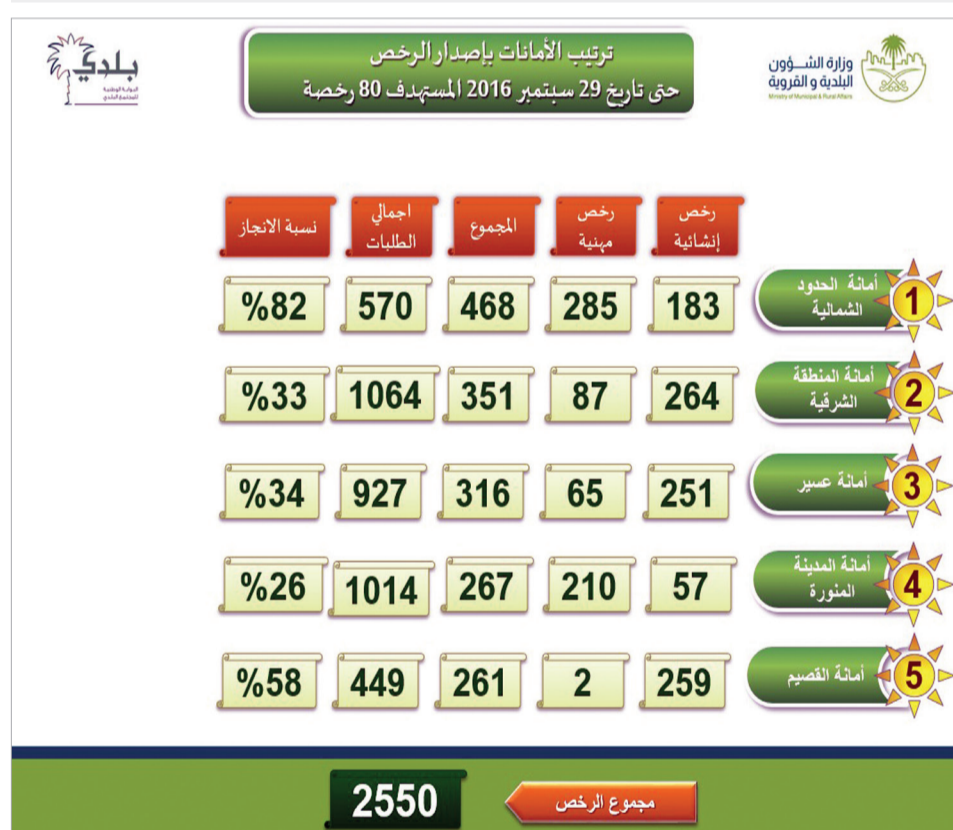 وزارة الشــؤون
البلدية و القروية
Ministry of Municipal & Rural Affairs
ترتيب الأمانات بإصدار الرخص
حتى تاريخ 29 سبتمبر 2016 المستهدف 80 رخصة
بلدي
رخص إنشائية
رخص مهنية
المجموع
اجمالي الطلبات
نسبة الانجاز
1 أمانة الحدود الشمالية 183 285 468 570 %82
2 أمانة المنطقة الشرقية 264 87 351 1064 %33
3 أمانة عسير 251 65 316 927 %34
4 أمانة المدينة المنورة 57 210 267 1014 %26
5 أمانة القصيم 259 2 261 449 %58
مجموع الرخص 2550